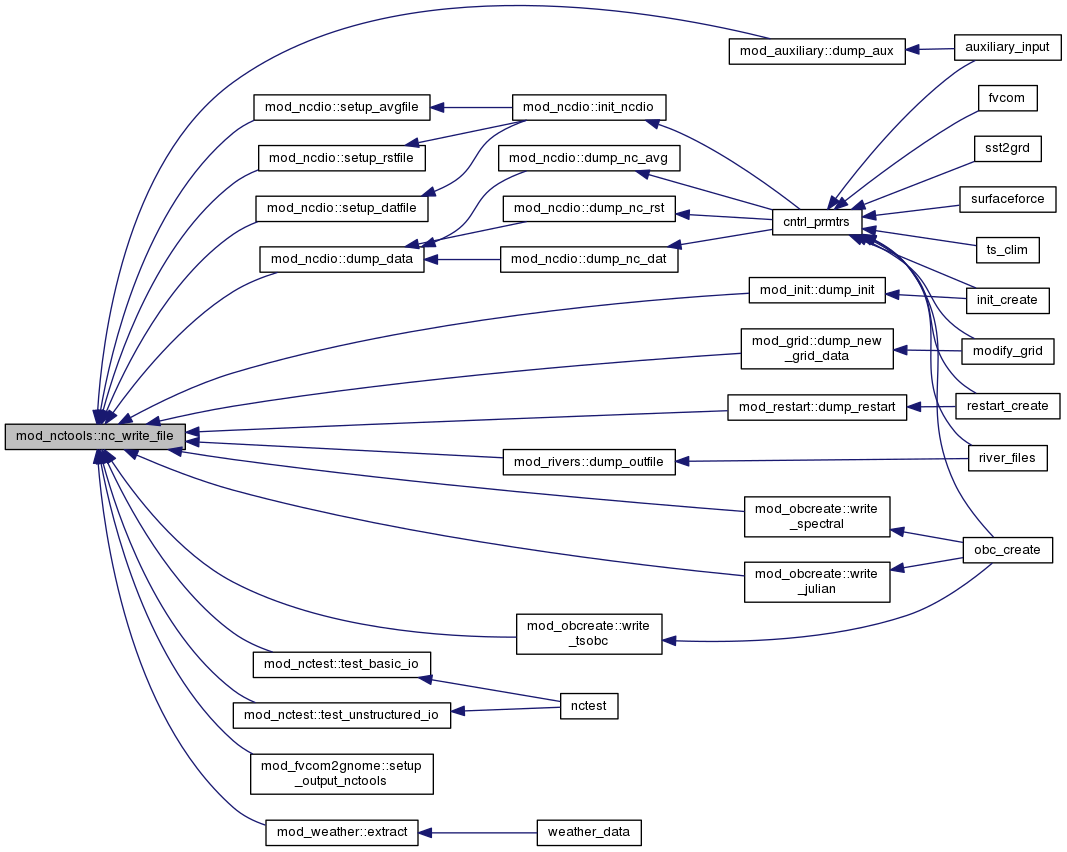 mod_auxiliary::dump_aux
auxiliary_input
fvcom
mod_ncdio::setup_avgfile
mod_ncdio::init_ncdio
sst2grd
mod_ncdio::setup_rstfile
mod_ncdio::dump_nc_avg
surfaceforce
mod_ncdio::setup_datfile
mod_ncdio::dump_nc_rst
cntrl_prmtrs
ts_clim
mod_ncdio::dump_data
mod_ncdio::dump_nc_dat
mod_init::dump_init
init_create
mod_grid::dump_new
_grid_data
modify_grid
mod_restart::dump_restart
restart_create
mod_nctools::nc_write_file
mod_rivers::dump_outfile
river_files
mod_obcreate::write
_spectral
obc_create
mod_obcreate::write
_julian
mod_obcreate::write
_tsobc
mod_nctest::test_basic_io
nctest
mod_nctest::test_unstructured_io
mod_fvcom2gnome::setup
_output_nctools
mod_weather::extract
weather_data